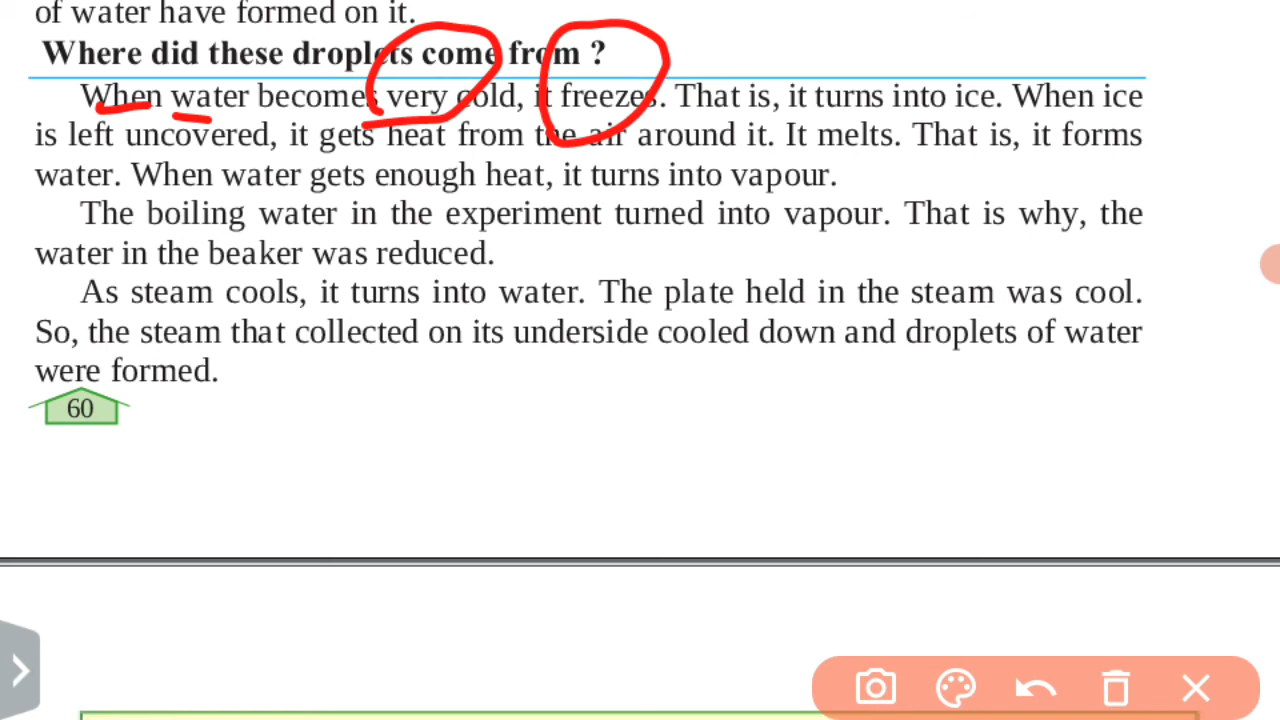 of water have formed on it.
Where did these droplets come from ?
When water becomes very cold, it freezes. That is, it turns into ice. When ice
is left uncovered, it gets heat from the air around it. It melts. That is, it forms
water. When water gets enough heat, it turns into vapour.
The boiling water in the experiment turned into vapour. That is why, the
water in the beaker was reduced.
As steam cools, it turns into water. The plate held in the steam was cool.
So, the steam that collected on its underside cooled down and droplets of water
were formed.
60